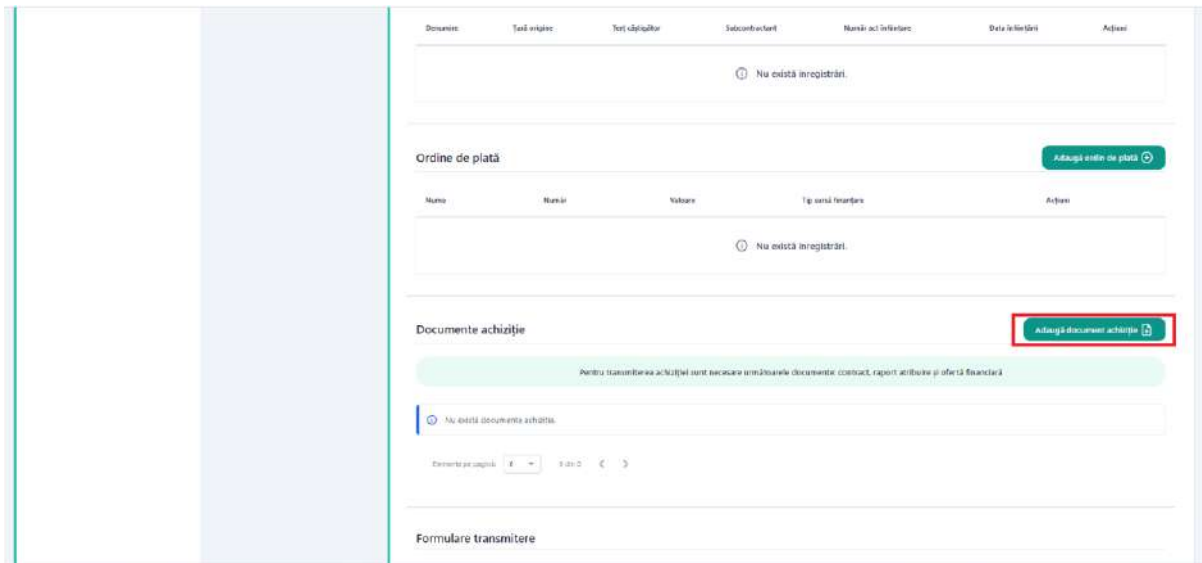 Denumire Țară origine Terț câștigător Subcontractant Număr act înființare Data înființării Acțiuni
Nu există înregistrări.
Ordine de plată
Adaugă ordin de plată
Nume Număr Valoare Tip sursă finanțare Acțiuni
Nu există înregistrări.
Documente achiziție
Adaugă document achiziție
Pentru transmiterea achiziției sunt necesare următoarele documente: contract, raport atribuire și ofertă financiară
Nu există documente achiziție.
Elemente pe pagină:
Formulare transmitere